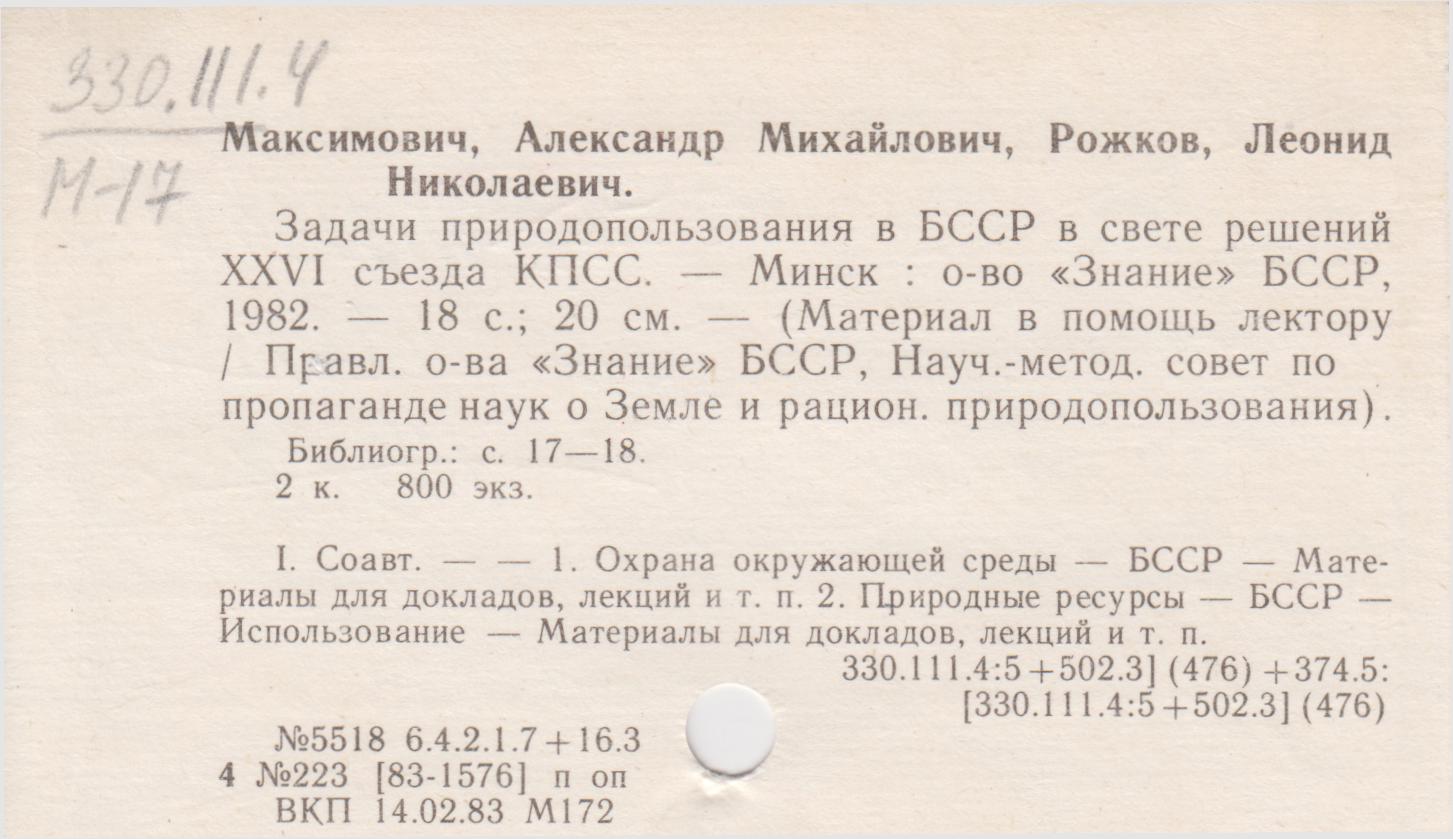 330.111.4
М-17
Максимович, Александр Михайлович, Рожков, Леонид
Николаевич.
Задачи природопользования в БССР в свете решений
XXVI съезда КПСС. — Минск : о-во «Знание» БССР,
1982. — 18 с.; 20 см. — (Материал в помощь лектору
/ Правл. о-ва «Знание» БССР, Науч.-метод. совет по
пропаганде наук о Земле и рацион. природопользования).
Библиогр.: с. 17—18.
2 к. 800 экз.
I. Соавт. — — 1. Охрана окружающей среды — БССР — Мате-
риалы для докладов, лекций и т. п. 2. Природные ресурсы — БССР —
Использование — Материалы для докладов, лекций и т. п.
330.111.4:5+502.3] (476) +374.5:
[330.111.4:5+502.3] (476)
№5518 6.4.2.1.7+16.3
4 №223 [83-1576] п оп
ВКП 14.02.83 М172